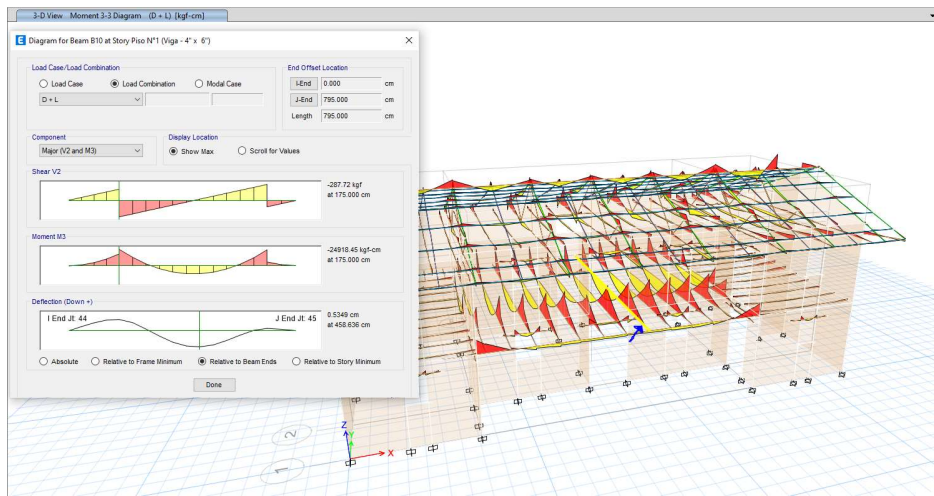 3-D View Moment 3-3 Diagram (D + L) [kgf-cm]
E Diagram for Beam B10 at Story Piso N°1 (Viga - 4" x 6")
Load Case/Load Combination
Load Case Load Combination Modal Case
D + L
End Offset Location
I-End 0.000 cm
J-End 795.000 cm
Length 795.000 cm
Component
Major (V2 and M3)
Display Location
Show Max Scroll for Values
Shear V2
-287.72 kgf
at 175.000 cm
Moment M3
-24918.45 kgf-cm
at 175.000 cm
Deflection (Down +)
I End Jt: 44 J End Jt: 45
0.5349 cm
at 458.636 cm
Absolute Relative to Frame Minimum Relative to Beam Ends Relative to Story Minimum
Done
Z
Y
X
2
1